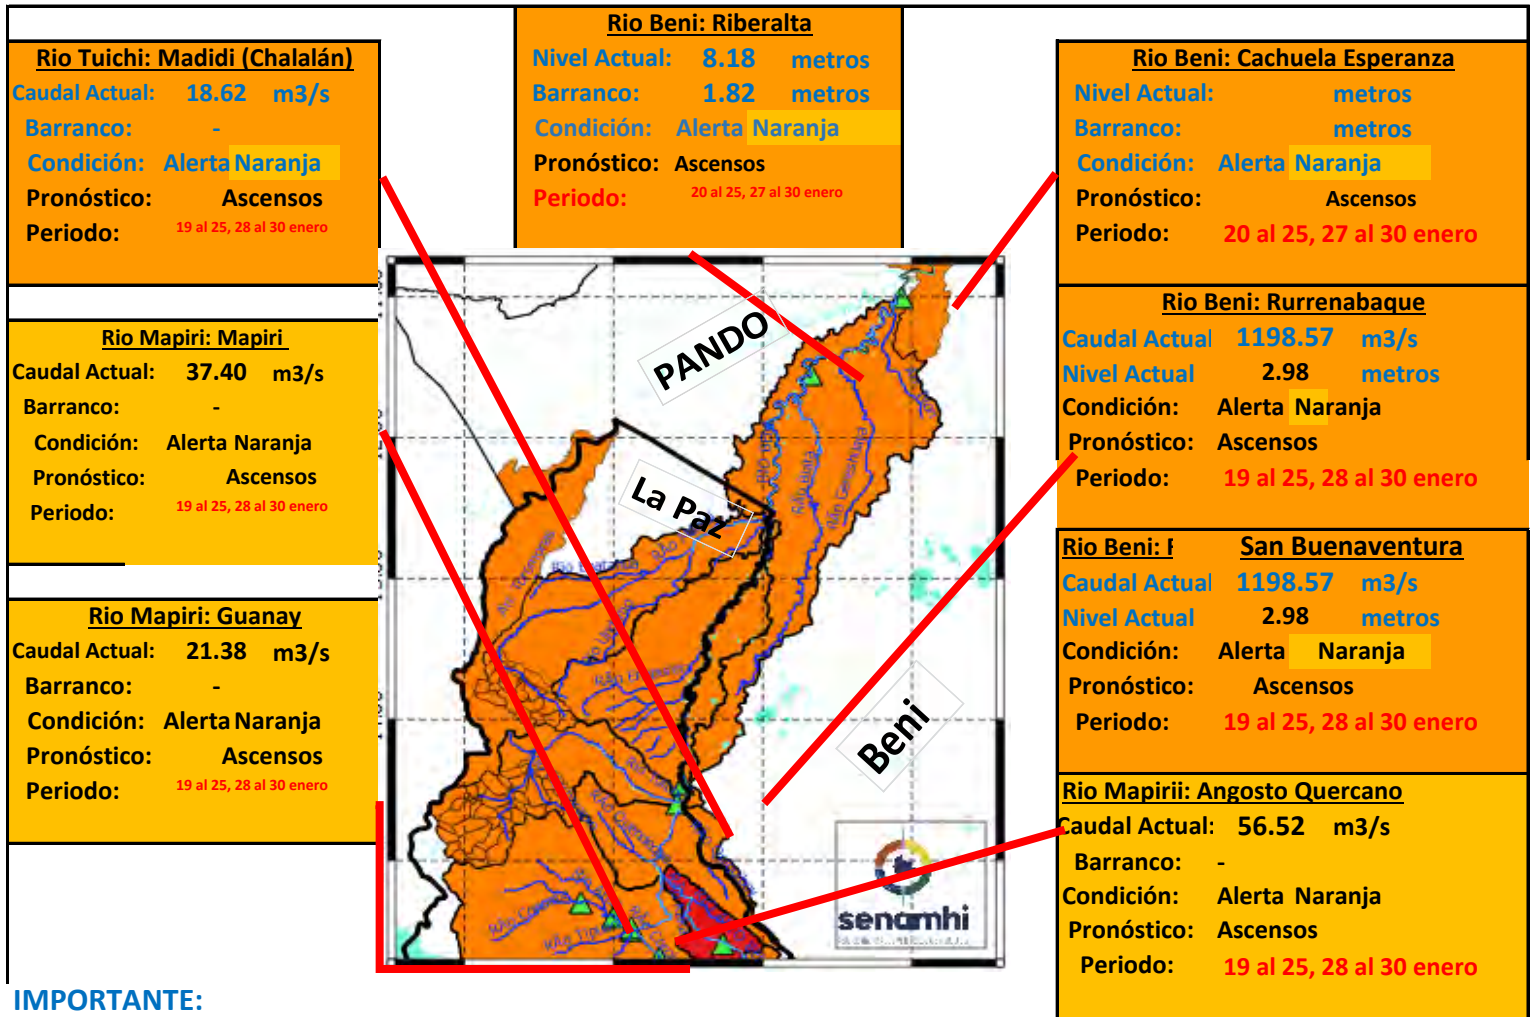 Rio Tuichi: Madidi (Chalalán)
Caudal Actual: 18.62 m3/s
Barranco: -
Condición: Alerta Naranja
Pronóstico: Ascensos
Periodo: 19 al 25, 28 al 30 enero
Rio Mapiri: Mapiri
Caudal Actual: 37.40 m3/s
Barranco: -
Condición: Alerta Naranja
Pronóstico: Ascensos
Periodo: 19 al 25, 28 al 30 enero
Rio Mapiri: Guanay
Caudal Actual: 21.38 m3/s
Barranco: -
Condición: Alerta Naranja
Pronóstico: Ascensos
Periodo: 19 al 25, 28 al 30 enero
Rio Beni: Riberalta
Nivel Actual: 8.18 metros
Barranco: 1.82 metros
Condición: Alerta Naranja
Pronóstico: Ascensos
Periodo: 20 al 25, 27 al 30 enero
PANDO
La Paz
Beni
senamhi
Rio Beni: Cachuela Esperanza
Nivel Actual: metros
Barranco: metros
Condición: Alerta Naranja
Pronóstico: Ascensos
Periodo: 20 al 25, 27 al 30 enero
Rio Beni: Rurrenabaque
Caudal Actual 1198.57 m3/s
Nivel Actual 2.98 metros
Condición: Alerta Naranja
Pronóstico: Ascensos
Periodo: 19 al 25, 28 al 30 enero
Rio Beni: San Buenaventura
Caudal Actual 1198.57 m3/s
Nivel Actual 2.98 metros
Condición: Alerta Naranja
Pronóstico: Ascensos
Periodo: 19 al 25, 28 al 30 enero
Rio Mapirii: Angosto Quercano
Caudal Actual: 56.52 m3/s
Barranco: -
Condición: Alerta Naranja
Pronóstico: Ascensos
Periodo: 19 al 25, 28 al 30 enero
IMPORTANTE: